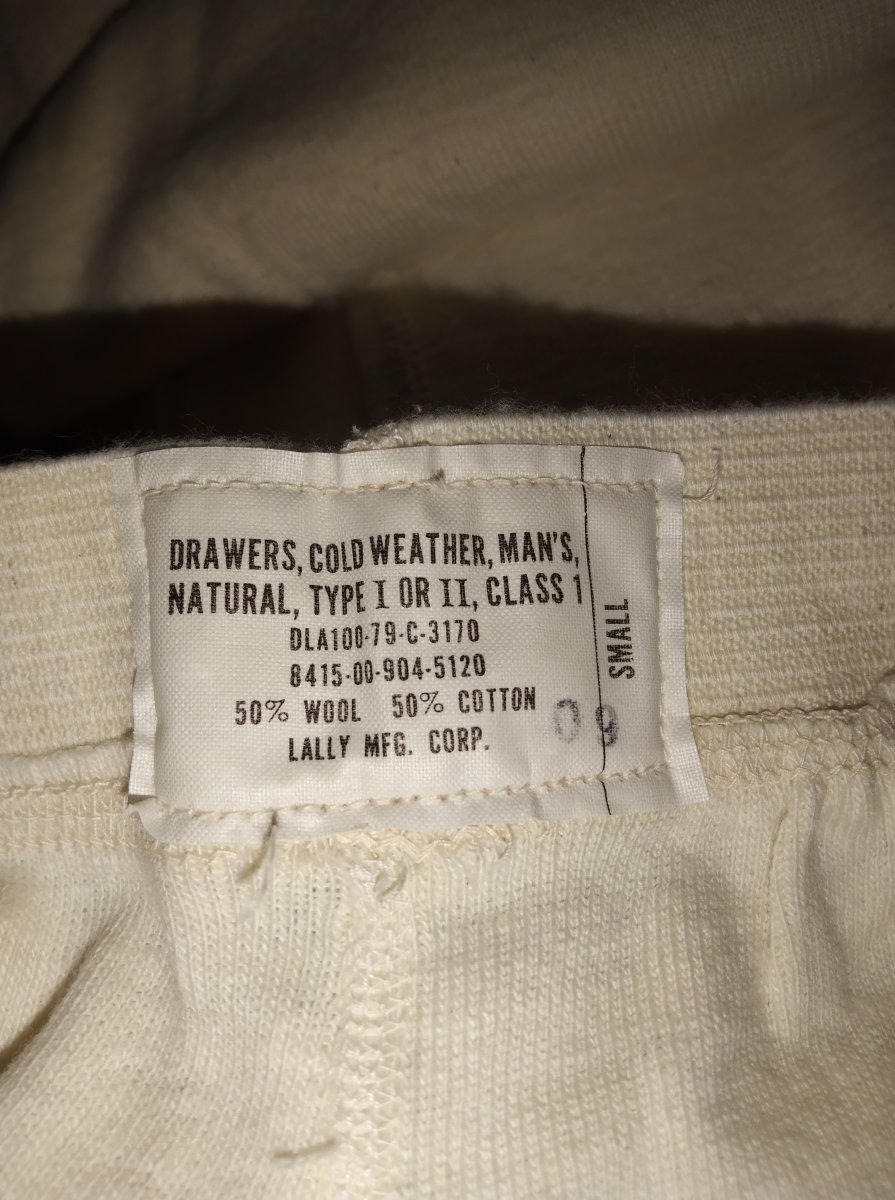 DRAWERS, COLD WEATHER, MAN'S,
NATURAL, TYPE I OR II, CLASS 1
DLA100-79-C-3170
8415-00-904-5120
50% WOOL 50% COTTON
LALLY MFG. CORP.
SMALL
09